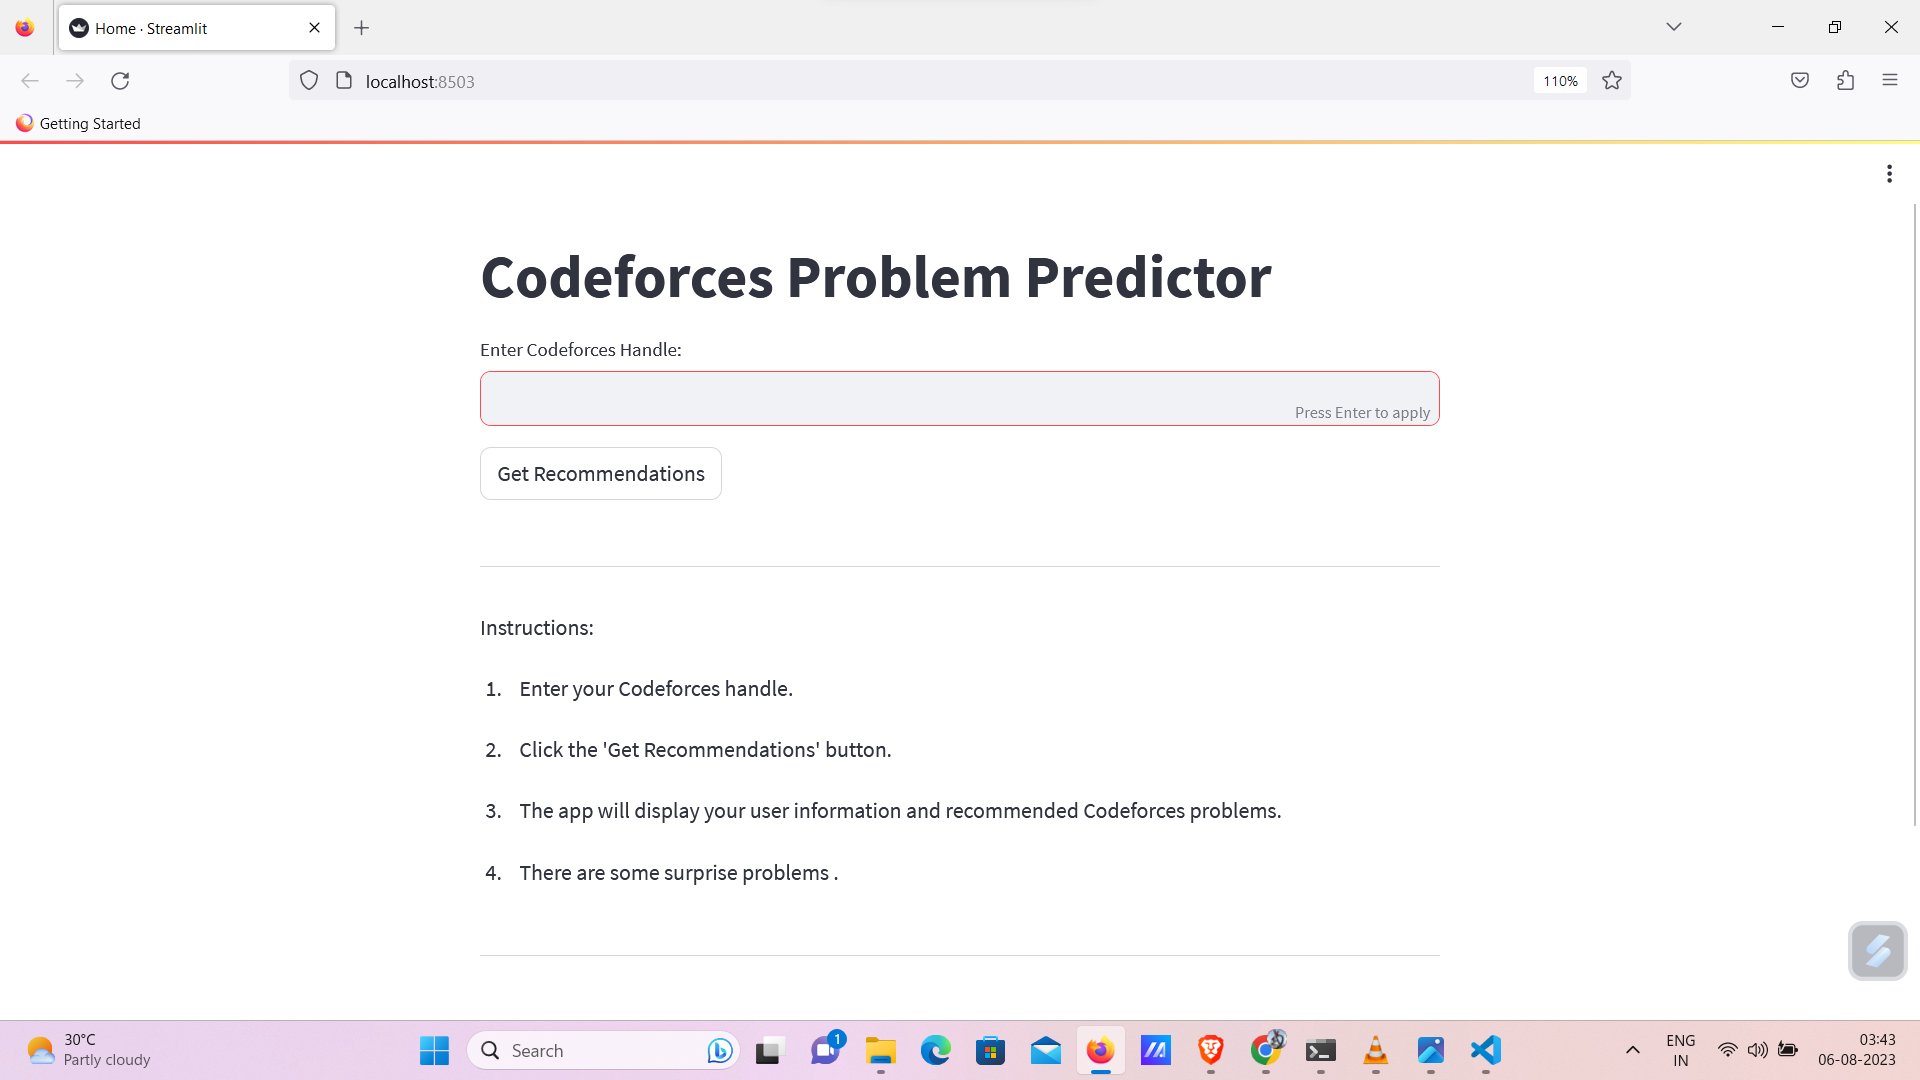 Home · Streamlit
localhost:8503
110%
Getting Started
Codeforces Problem Predictor
Enter Codeforces Handle:
Press Enter to apply
Get Recommendations
Instructions:
1. Enter your Codeforces handle.
2. Click the 'Get Recommendations' button.
3. The app will display your user information and recommended Codeforces problems.
4. There are some surprise problems .
30°C
Partly cloudy
Search
1
ENG
IN
03:43
06-08-2023